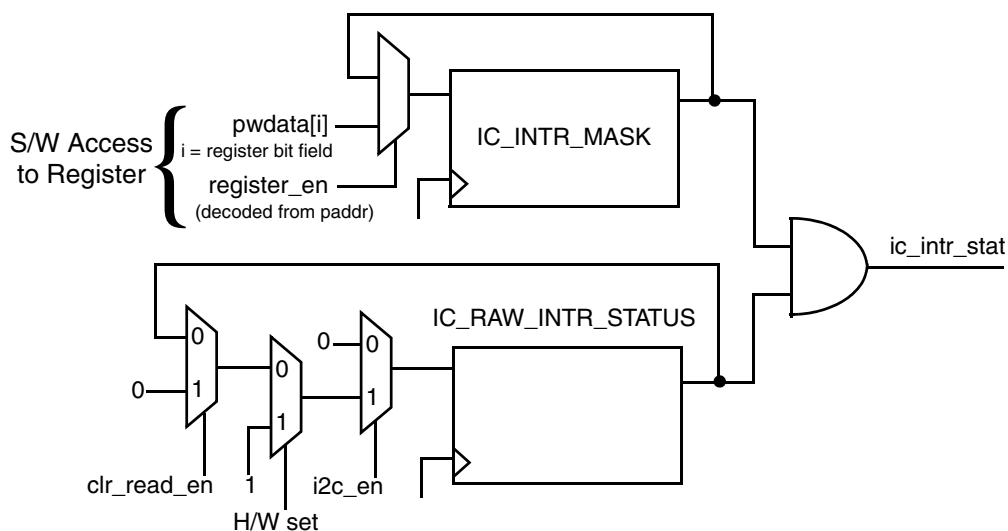 S/W Access
to Register
pwdata[i]
i = register bit field
register_en
(decoded from paddr)
IC_INTR_MASK
ic_intr_stat
IC_RAW_INTR_STATUS
0
1
0
0
1
1
0
0
1
clr_read_en
H/W set
i2c_en